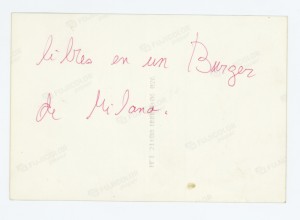 libres en un Burger
de Milano.